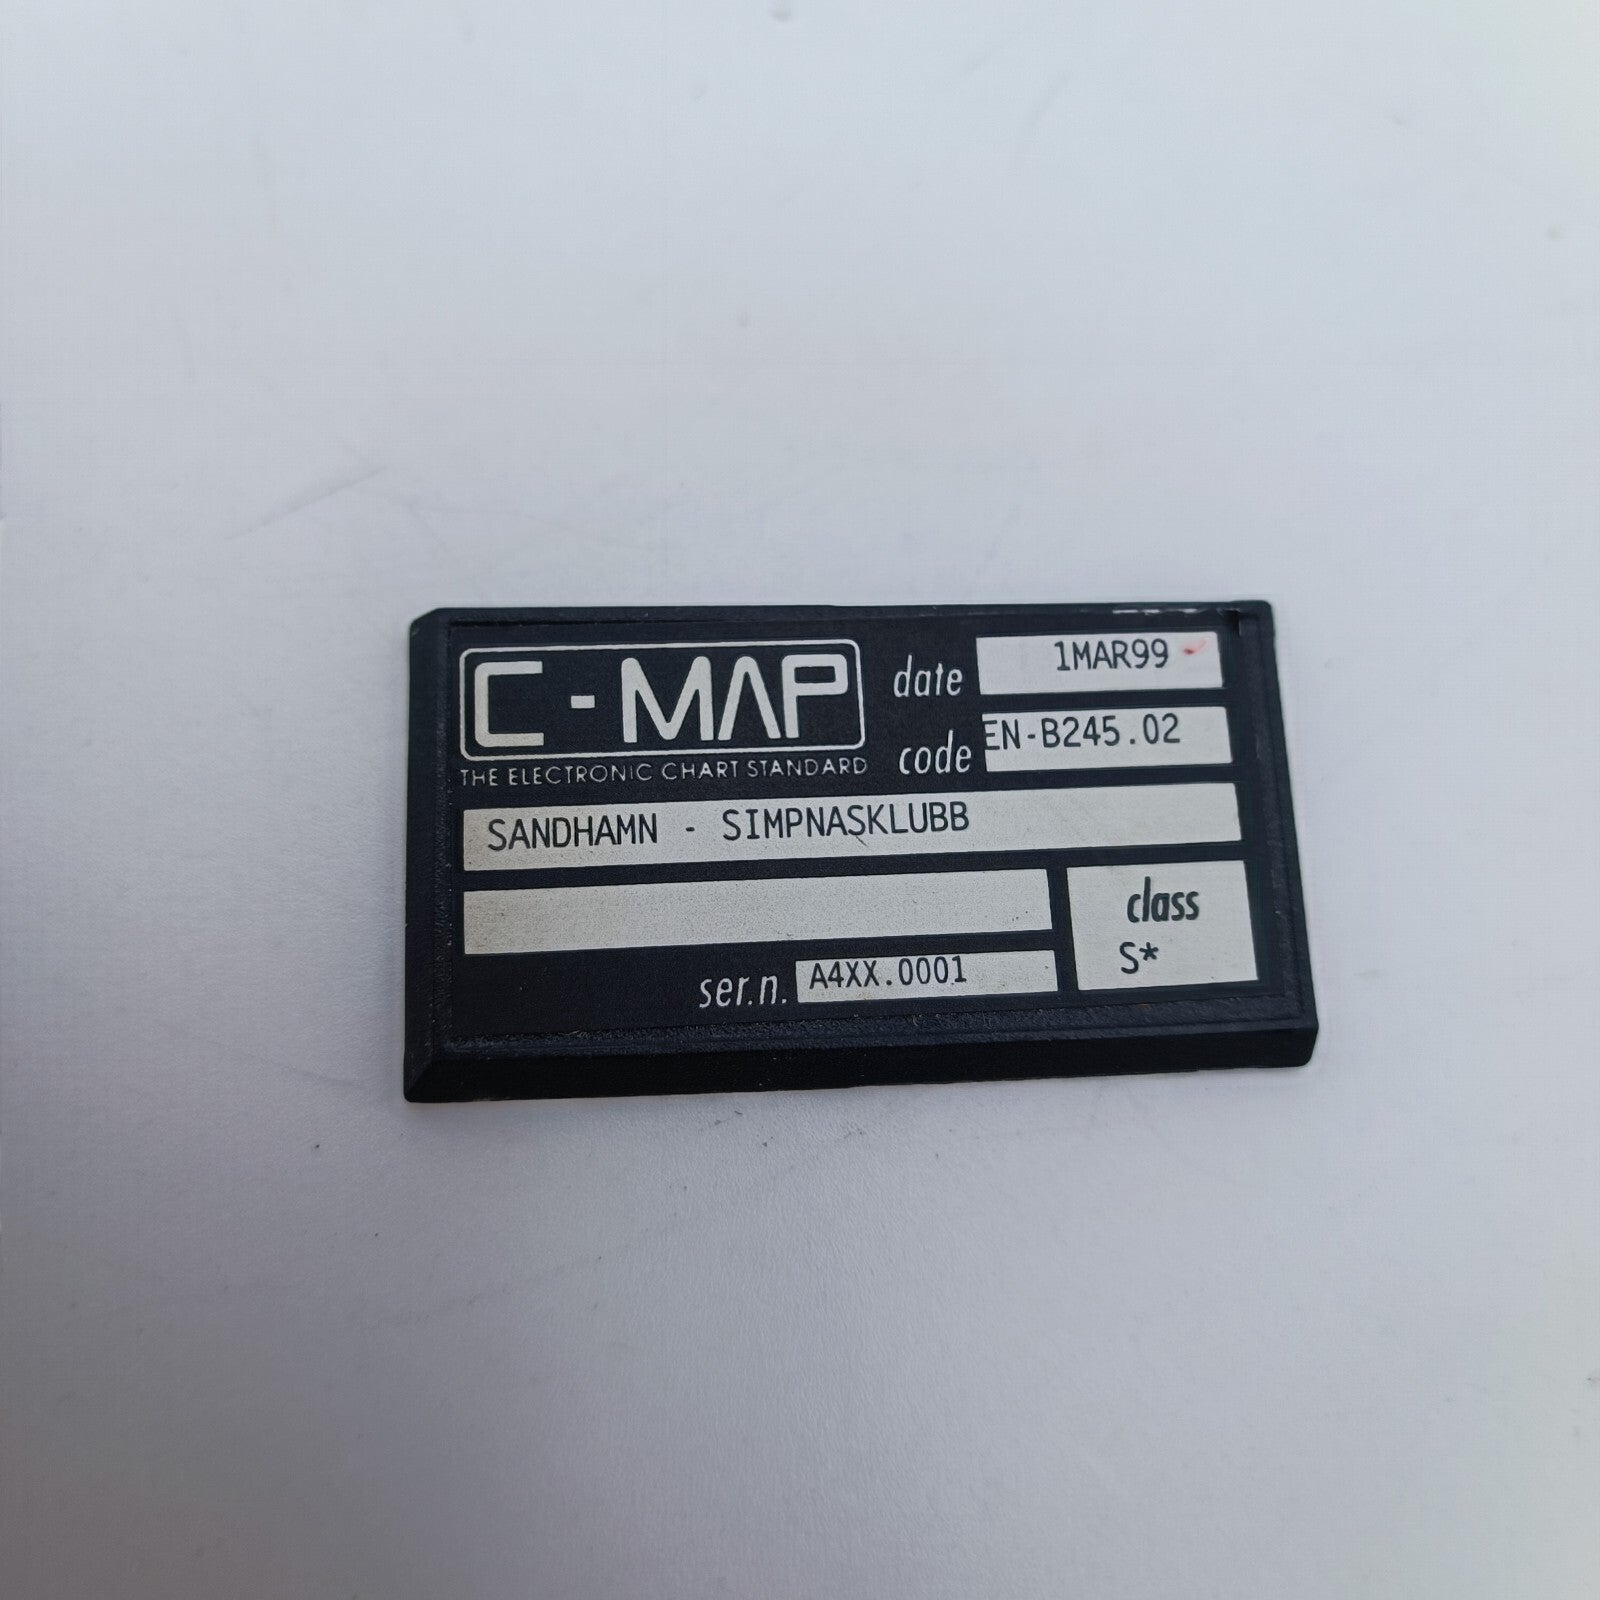 C-MAP
THE ELECTRONIC CHART STANDARD
date 1MAR99
code EN-B245.02
SANDHAMN - SIMPNASKLUBB
class
S*
ser.n. A4XX.0001